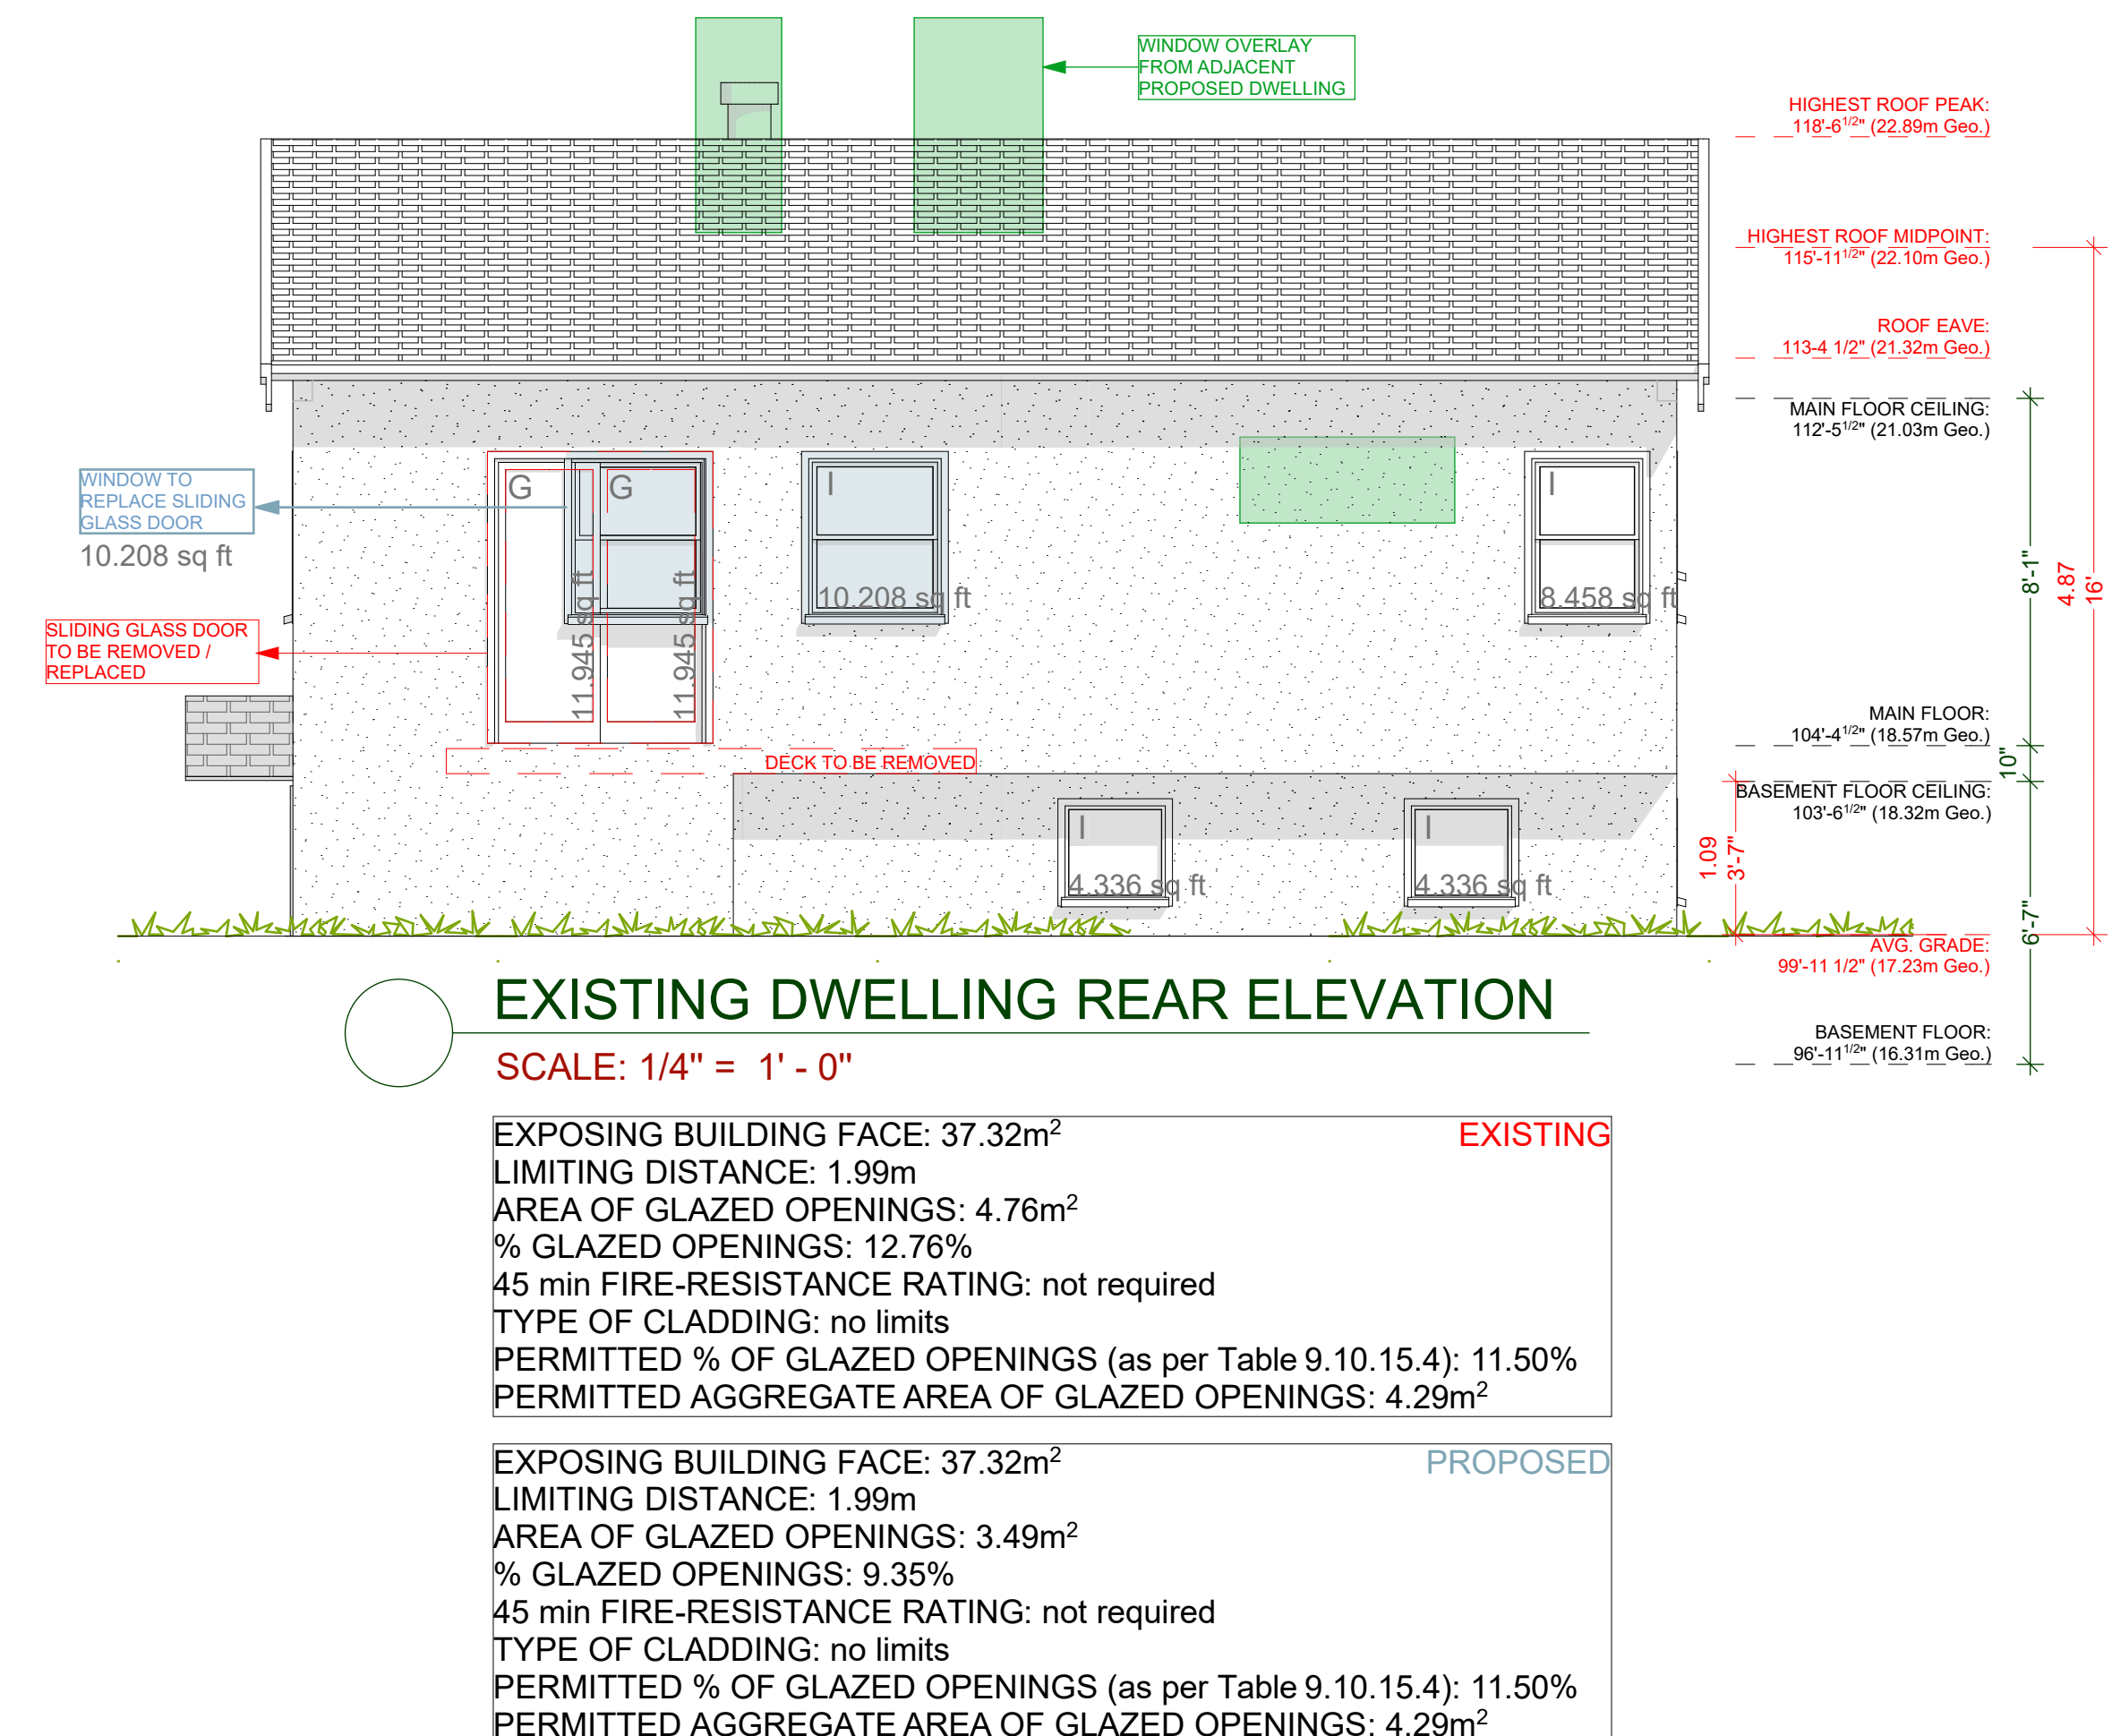 WINDOW OVERLAY
FROM ADJACENT
PROPOSED DWELLING
HIGHEST ROOF PEAK:
118'-6 1/2" (22.89m Geo.)
HIGHEST ROOF MIDPOINT:
115'-11 1/2" (22.10m Geo.)
ROOF EAVE:
113-4 1/2" (21.32m Geo.)
MAIN FLOOR CEILING:
112'-5 1/2" (21.03m Geo.)
WINDOW TO
REPLACE SLIDING
GLASS DOOR
10.208 sq ft
G
G
I
I
11.945 sq ft
11.945 sq ft
10.208 sq ft
8.458 sq ft
8'-1"
4.87
16'
SLIDING GLASS DOOR
TO BE REMOVED /
REPLACED
MAIN FLOOR:
104'-4 1/2" (18.57m Geo.)
10"
DECK TO BE REMOVED
BASEMENT FLOOR CEILING:
103'-6 1/2" (18.32m Geo.)
I
I
4.336 sq ft
4.336 sq ft
1.09
3'-7"
6'-7"
AVG. GRADE:
99'-11 1/2" (17.23m Geo.)
BASEMENT FLOOR:
96'-11 1/2" (16.31m Geo.)
EXISTING DWELLING REAR ELEVATION
SCALE: 1/4" = 1' - 0"
EXPOSING BUILDING FACE: 37.32m² EXISTING
LIMITING DISTANCE: 1.99m
AREA OF GLAZED OPENINGS: 4.76m²
% GLAZED OPENINGS: 12.76%
45 min FIRE-RESISTANCE RATING: not required
TYPE OF CLADDING: no limits
PERMITTED % OF GLAZED OPENINGS (as per Table 9.10.15.4): 11.50%
PERMITTED AGGREGATE AREA OF GLAZED OPENINGS: 4.29m²
EXPOSING BUILDING FACE: 37.32m² PROPOSED
LIMITING DISTANCE: 1.99m
AREA OF GLAZED OPENINGS: 3.49m²
% GLAZED OPENINGS: 9.35%
45 min FIRE-RESISTANCE RATING: not required
TYPE OF CLADDING: no limits
PERMITTED % OF GLAZED OPENINGS (as per Table 9.10.15.4): 11.50%
PERMITTED AGGREGATE AREA OF GLAZED OPENINGS: 4.29m²